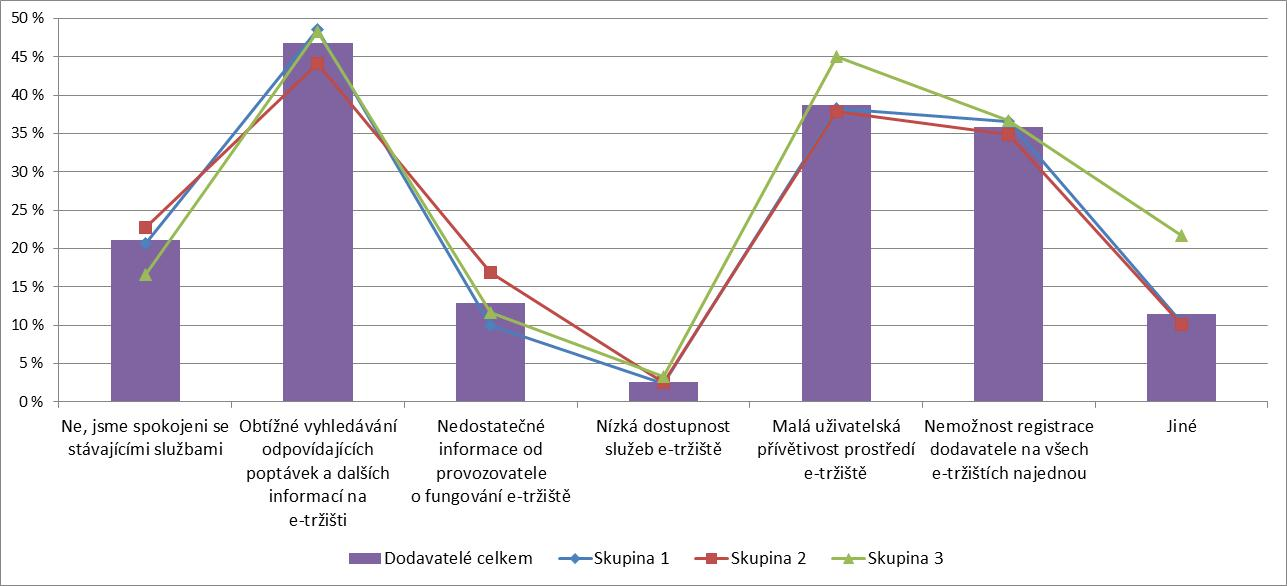 50 %
45 %
40 %
35 %
30 %
25 %
20 %
15 %
10 %
5 %
0 %
Ne, jsme spokojeni se
stávajícími službami
Obtížné vyhledávání
odpovídajících
poptávek a dalších
informací na
e-tržišti
Nedostatečné
informace od
provozovatele
o fungování e-tržiště
Nízká dostupnost
služeb e-tržiště
Malá uživatelská
přívětivost prostředí
e-tržiště
Nemožnost registrace
dodavatele na všech
e-tržištích najednou
Jiné
Dodavatelé celkem
Skupina 1
Skupina 2
Skupina 3